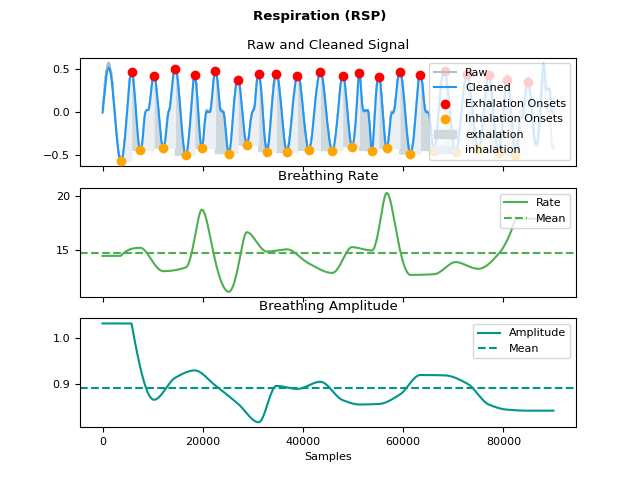 Respiration (RSP)
Raw and Cleaned Signal
0.5
0.0
−0.5
Raw
Cleaned
Exhalation Onsets
Inhalation Onsets
exhalation
inhalation
Breathing Rate
20
15
Rate
Mean
Breathing Amplitude
1.0
0.9
Amplitude
Mean
0 20000 40000 60000 80000
Samples